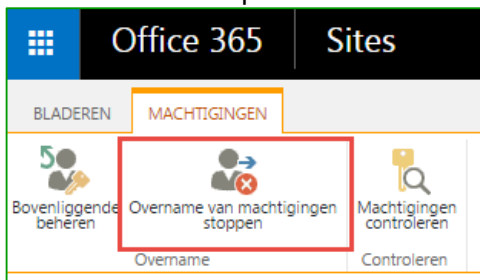 Office 365 Sites
BLADEREN MACHTIGINGEN
Bovenliggende beheren
Overname van machtigingen stoppen
Machtigingen controleren
Overname Controleren